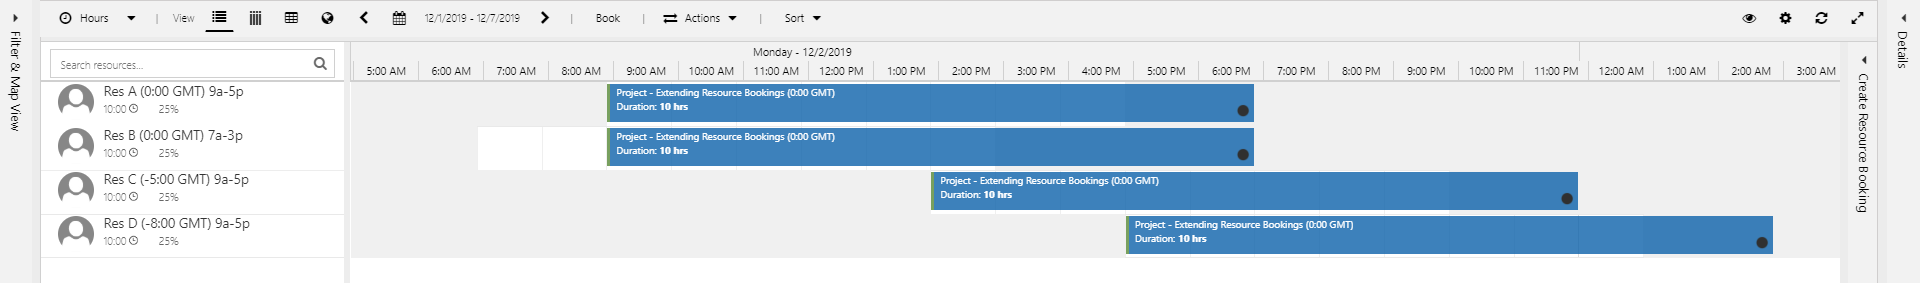 Hours | View 12/1/2019 - 12/7/2019 | Book | Actions | Sort
Filter & Map View
Search resources...
Monday - 12/2/2019
5:00 AM 6:00 AM 7:00 AM 8:00 AM 9:00 AM 10:00 AM 11:00 AM 12:00 PM 1:00 PM 2:00 PM 3:00 PM 4:00 PM 5:00 PM 6:00 PM 7:00 PM 8:00 PM 9:00 PM 10:00 PM 11:00 PM 12:00 AM 1:00 AM 2:00 AM 3:00 AM
Res A (0:00 GMT) 9a-5p
10:00 25%
Project - Extending Resource Bookings (0:00 GMT)
Duration: 10 hrs
Res B (0:00 GMT) 7a-3p
10:00 25%
Project - Extending Resource Bookings (0:00 GMT)
Duration: 10 hrs
Res C (-5:00 GMT) 9a-5p
10:00 25%
Project - Extending Resource Bookings (0:00 GMT)
Duration: 10 hrs
Res D (-8:00 GMT) 9a-5p
10:00 25%
Project - Extending Resource Bookings (0:00 GMT)
Duration: 10 hrs
Create Resource Booking
Details